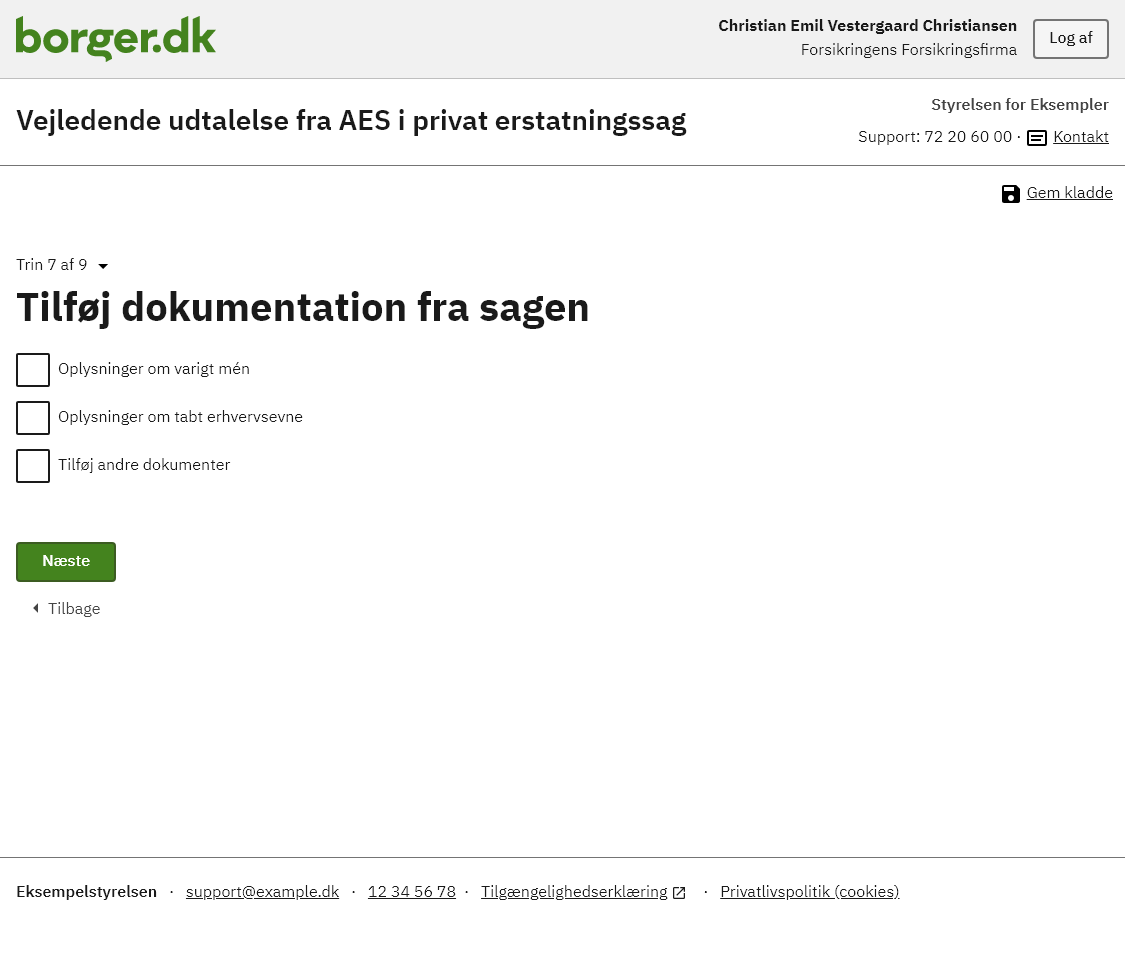 borger.dk
Christian Emil Vestergaard Christiansen
Forsikringens Forsikringsfirma
Log af
Vejledende udtalelse fra AES i privat erstatningssag
Styrelsen for Eksempler
Support: 72 20 60 00 · Kontakt
Gem kladde
Trin 7 af 9
Tilføj dokumentation fra sagen
Oplysninger om varigt mén
Oplysninger om tabt erhvervsevne
Tilføj andre dokumenter
Næste
Tilbage
Eksempelstyrelsen · support@example.dk · 12 34 56 78 · Tilgængelighedserklæring · Privatlivspolitik (cookies)